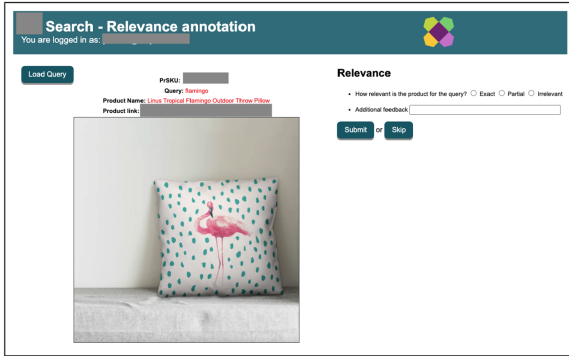 Search - Relevance annotation
You are logged in as:
Load Query
PrSKU:
Query: flamingo
Product Name: Linus Tropical Flamingo Outdoor Throw Pillow
Product link:
Relevance
How relevant is the product for the query? Exact Partial Irrelevant
Additional feedback
Submit or Skip